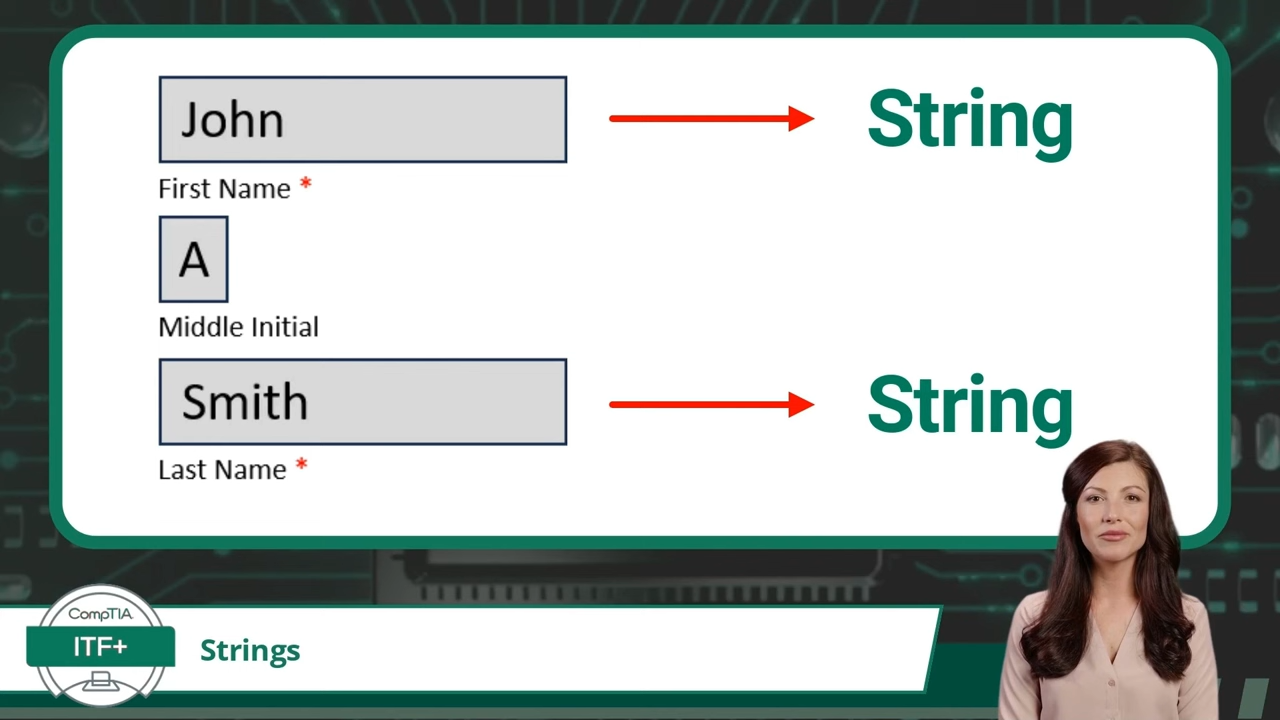 John
String
First Name *
A
Middle Initial
Smith
String
Last Name *
CompTIA.
ITF+
Strings